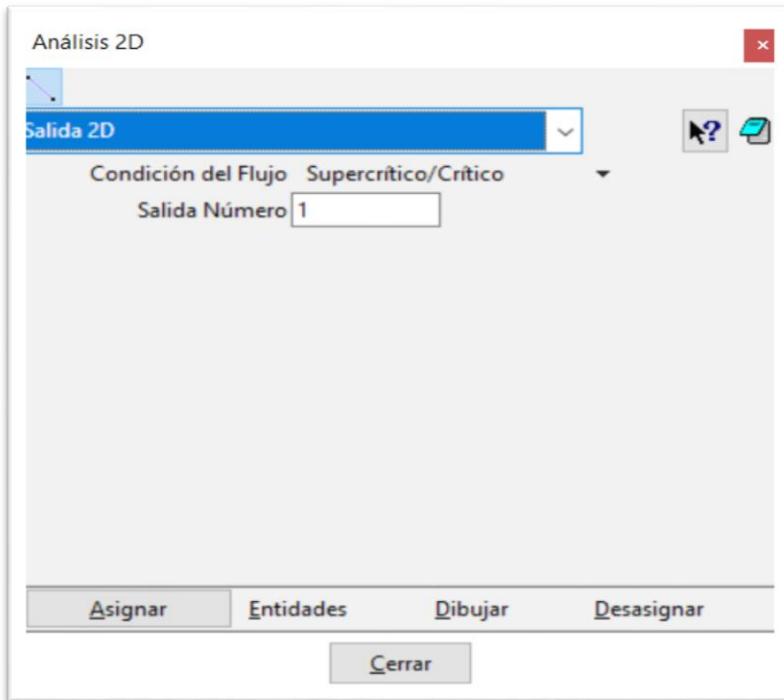 Análisis 2D
Salida 2D
Condición del Flujo Supercrítico/Crítico
Salida Número 1
Asignar Entidades Dibujar Desasignar
Cerrar